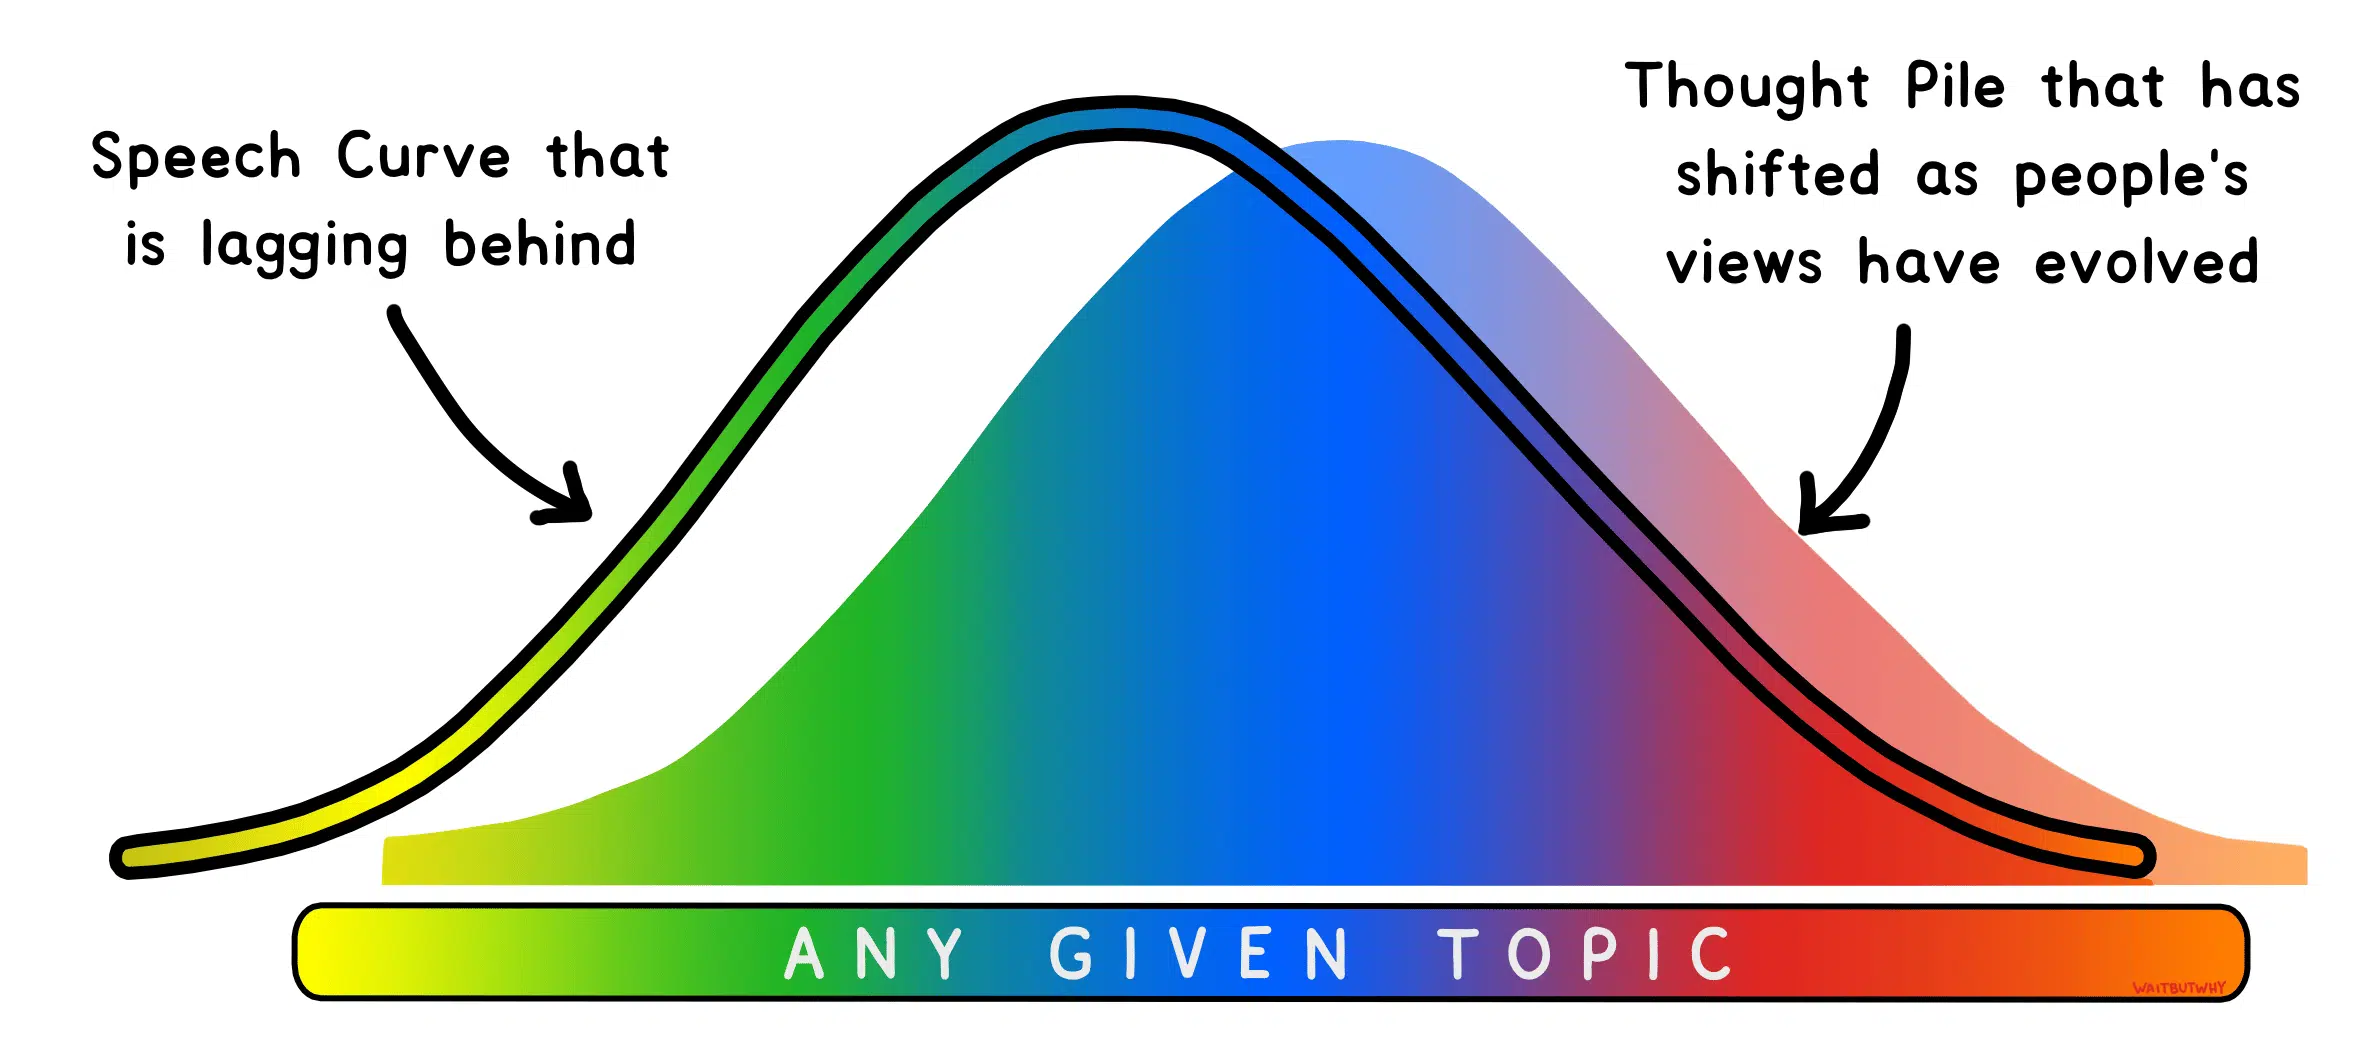 Speech Curve that
is lagging behind
Thought Pile that has
shifted as people's
views have evolved
ANY GIVEN TOPIC
WAITBUTWHY